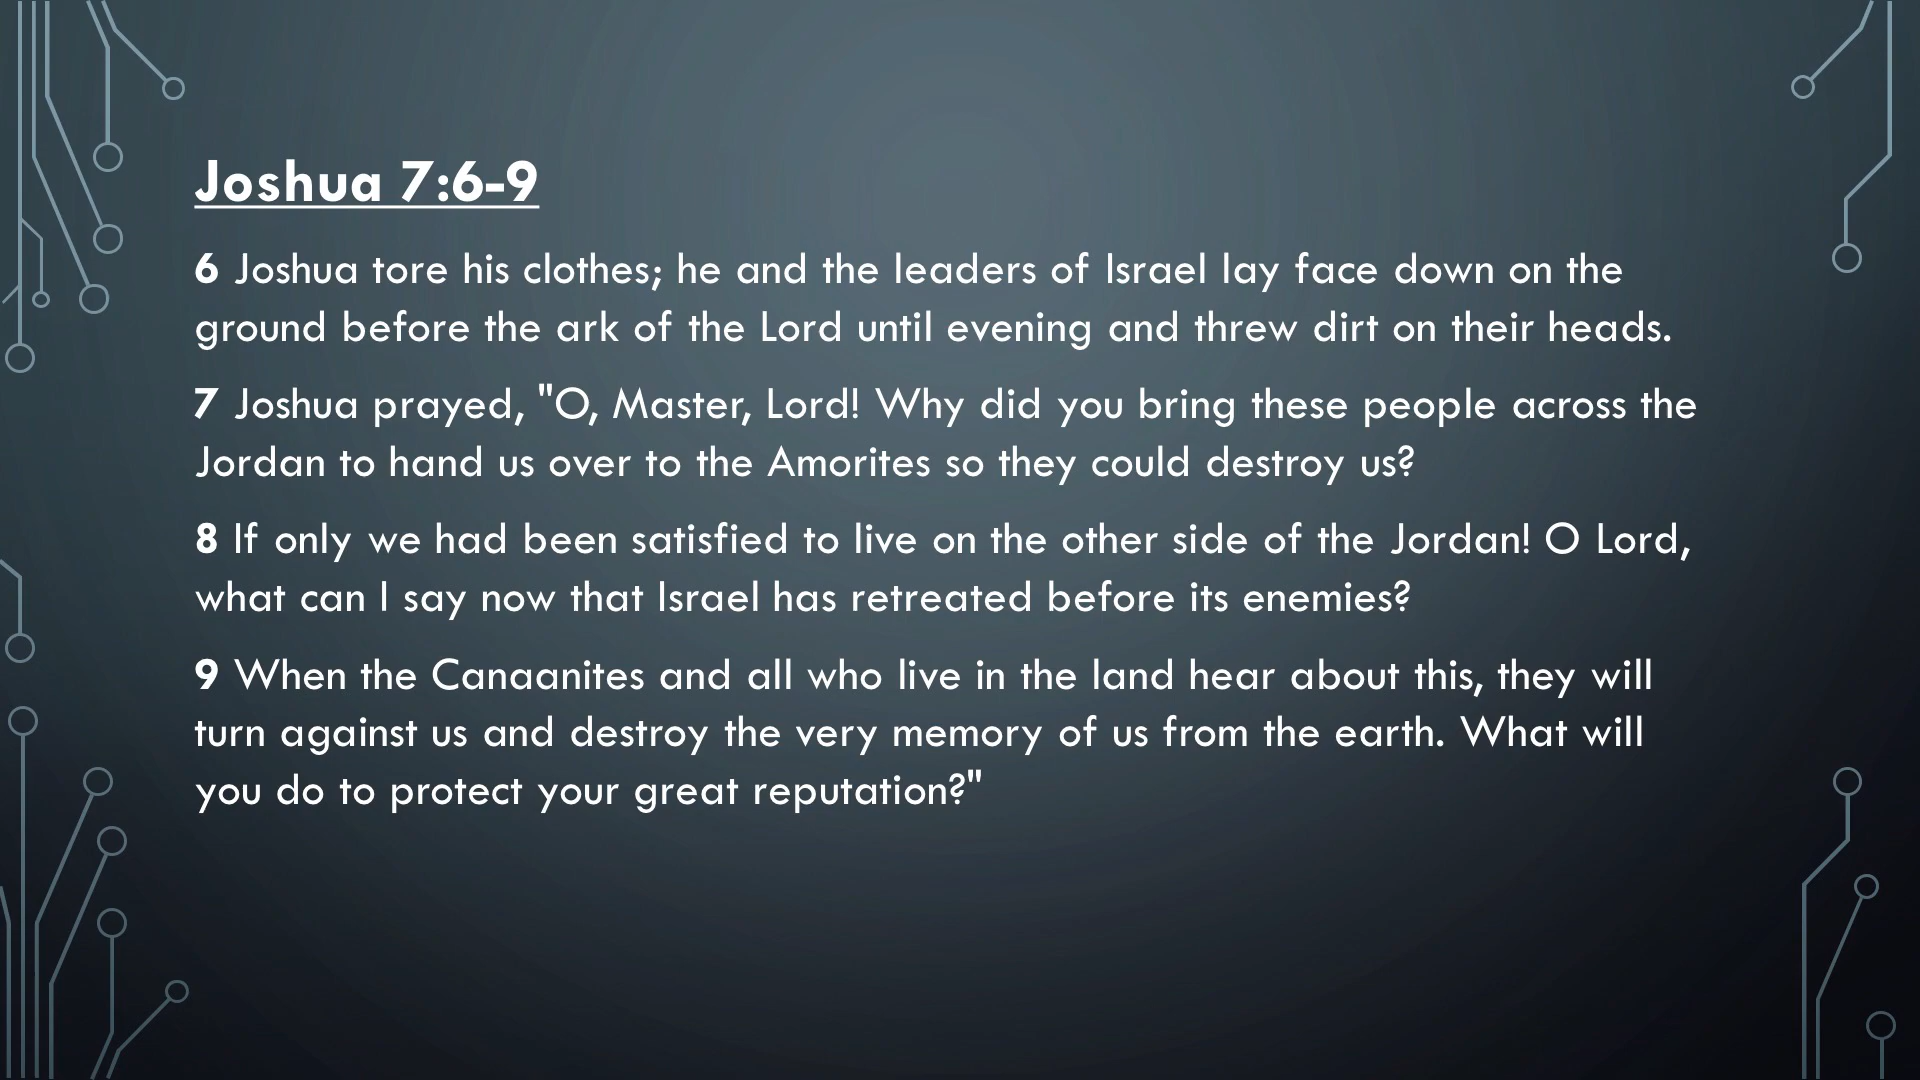 Joshua 7:6-9
6 Joshua tore his clothes; he and the leaders of Israel lay face down on the
ground before the ark of the Lord until evening and threw dirt on their heads.
7 Joshua prayed, "O, Master, Lord! Why did you bring these people across the
Jordan to hand us over to the Amorites so they could destroy us?
8 If only we had been satisfied to live on the other side of the Jordan! O Lord,
what can I say now that Israel has retreated before its enemies?
9 When the Canaanites and all who live in the land hear about this, they will
turn against us and destroy the very memory of us from the earth. What will
you do to protect your great reputation?"